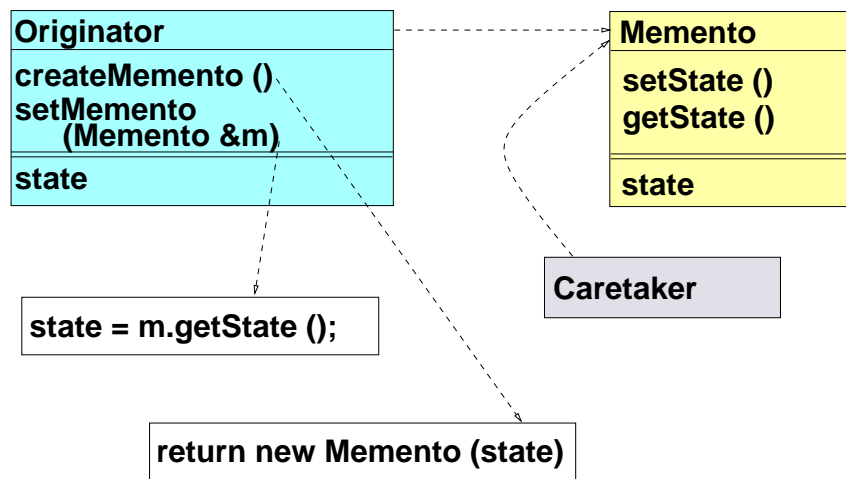 Originator
createMemento ()
setMemento
(Memento &m)
state
Memento
setState ()
getState ()
state
Caretaker
state = m.getState ();
return new Memento (state)